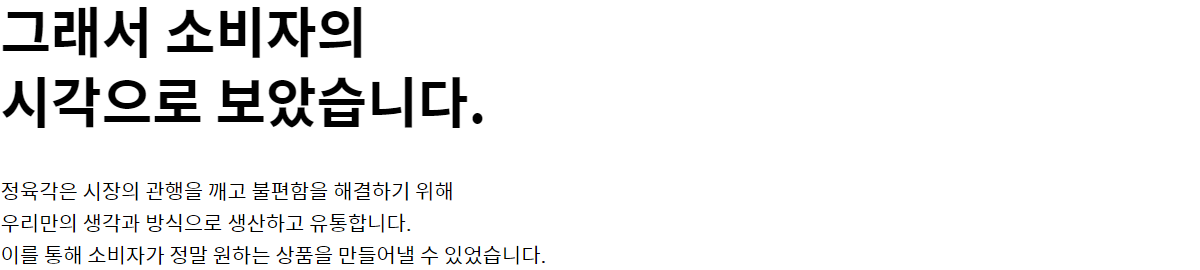 그래서 소비자의
시각으로 보았습니다.
정육각은 시장의 관행을 깨고 불편함을 해결하기 위해
우리만의 생각과 방식으로 생산하고 유통합니다.
이를 통해 소비자가 정말 원하는 상품을 만들어낼 수 있었습니다.